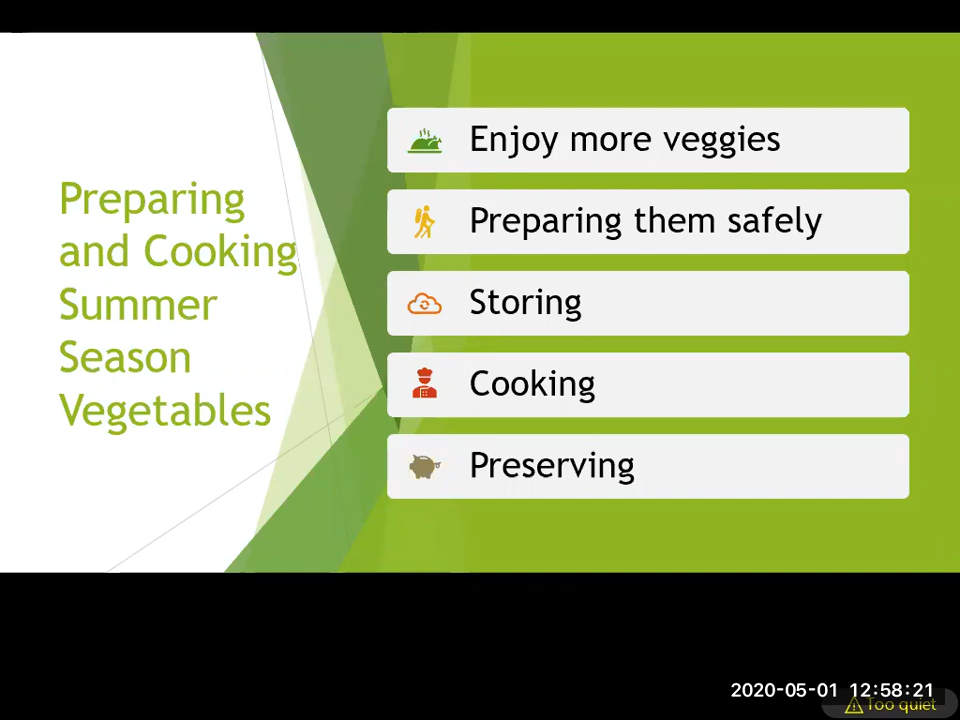 Preparing
and Cooking
Summer
Season
Vegetables
Enjoy more veggies
Preparing them safely
Storing
Cooking
Preserving
2020-05-01 12:58:21
Too quiet